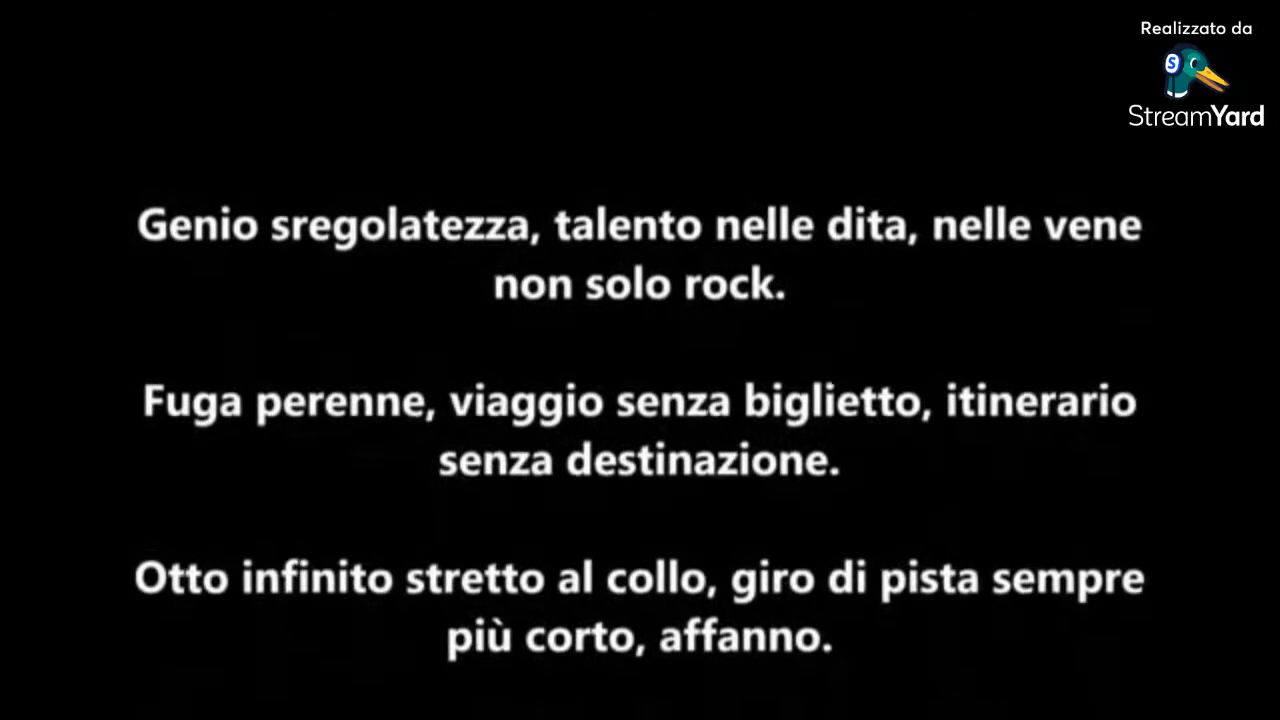 Realizzato da
StreamYard
Genio sregolatezza, talento nelle dita, nelle vene
non solo rock.
Fuga perenne, viaggio senza biglietto, itinerario
senza destinazione.
Otto infinito stretto al collo, giro di pista sempre
più corto, affanno.